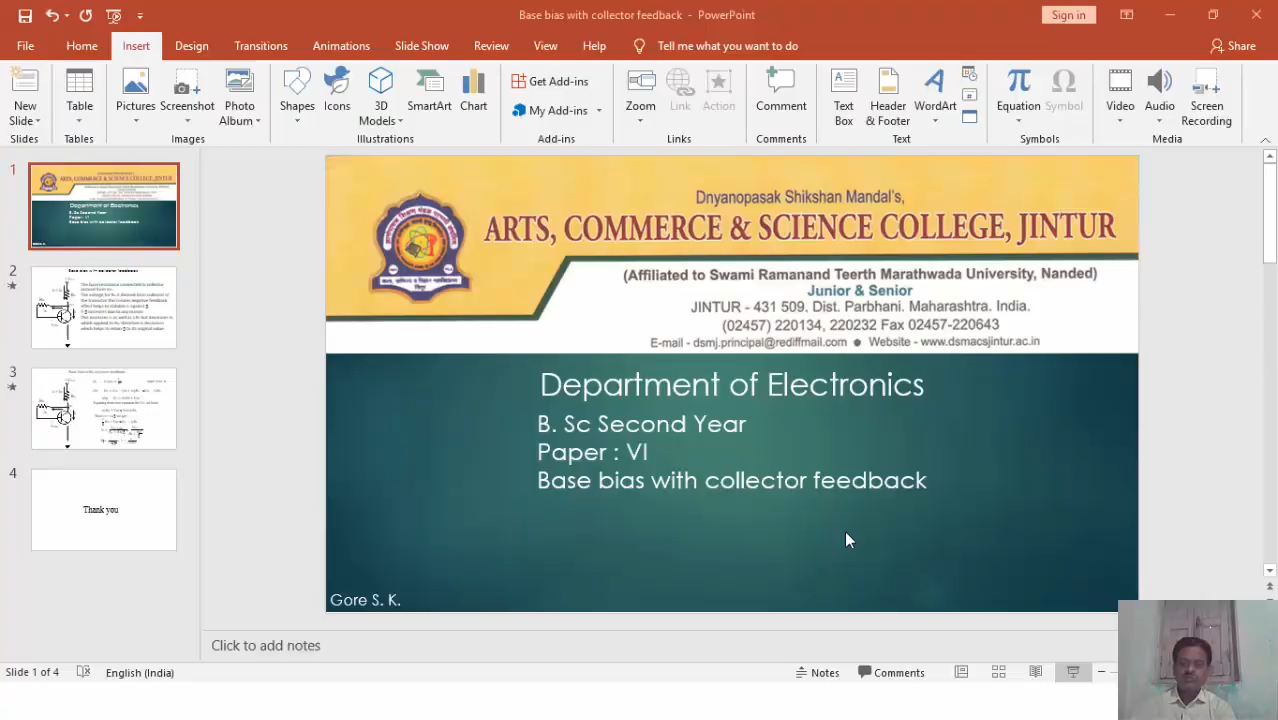 Base bias with collector feedback - PowerPoint
Sign in
File Home Insert Design Transitions Animations Slide Show Review View Help Tell me what you want to do Share
New Slide
Table
Pictures
Screenshot
Photo Album
Shapes
Icons
3D Models
SmartArt
Chart
Get Add-ins
My Add-ins
Zoom
Link
Action
Comment
Text Box
Header & Footer
WordArt
Equation
Symbol
Video
Audio
Screen Recording
Slides Tables Images Illustrations Add-ins Links Comments Text Symbols Media
1
2
3
4
Thank you
Dnyanopasak Shikshan Mandal's,
ARTS, COMMERCE & SCIENCE COLLEGE, JINTUR
(Affiliated to Swami Ramanand Teerth Marathwada University, Nanded)
Junior & Senior
JINTUR - 431 509. Dist. Parbhani. Maharashtra. India.
(02457) 220134, 220232 Fax 02457-220643
E-mail - dsmj.principal@rediffmail.com ● Website - www.dsmacsjintur.ac.in
Department of Electronics
B. Sc Second Year
Paper : VI
Base bias with collector feedback
Gore S. K.
Click to add notes
Slide 1 of 4 English (India) Notes Comments